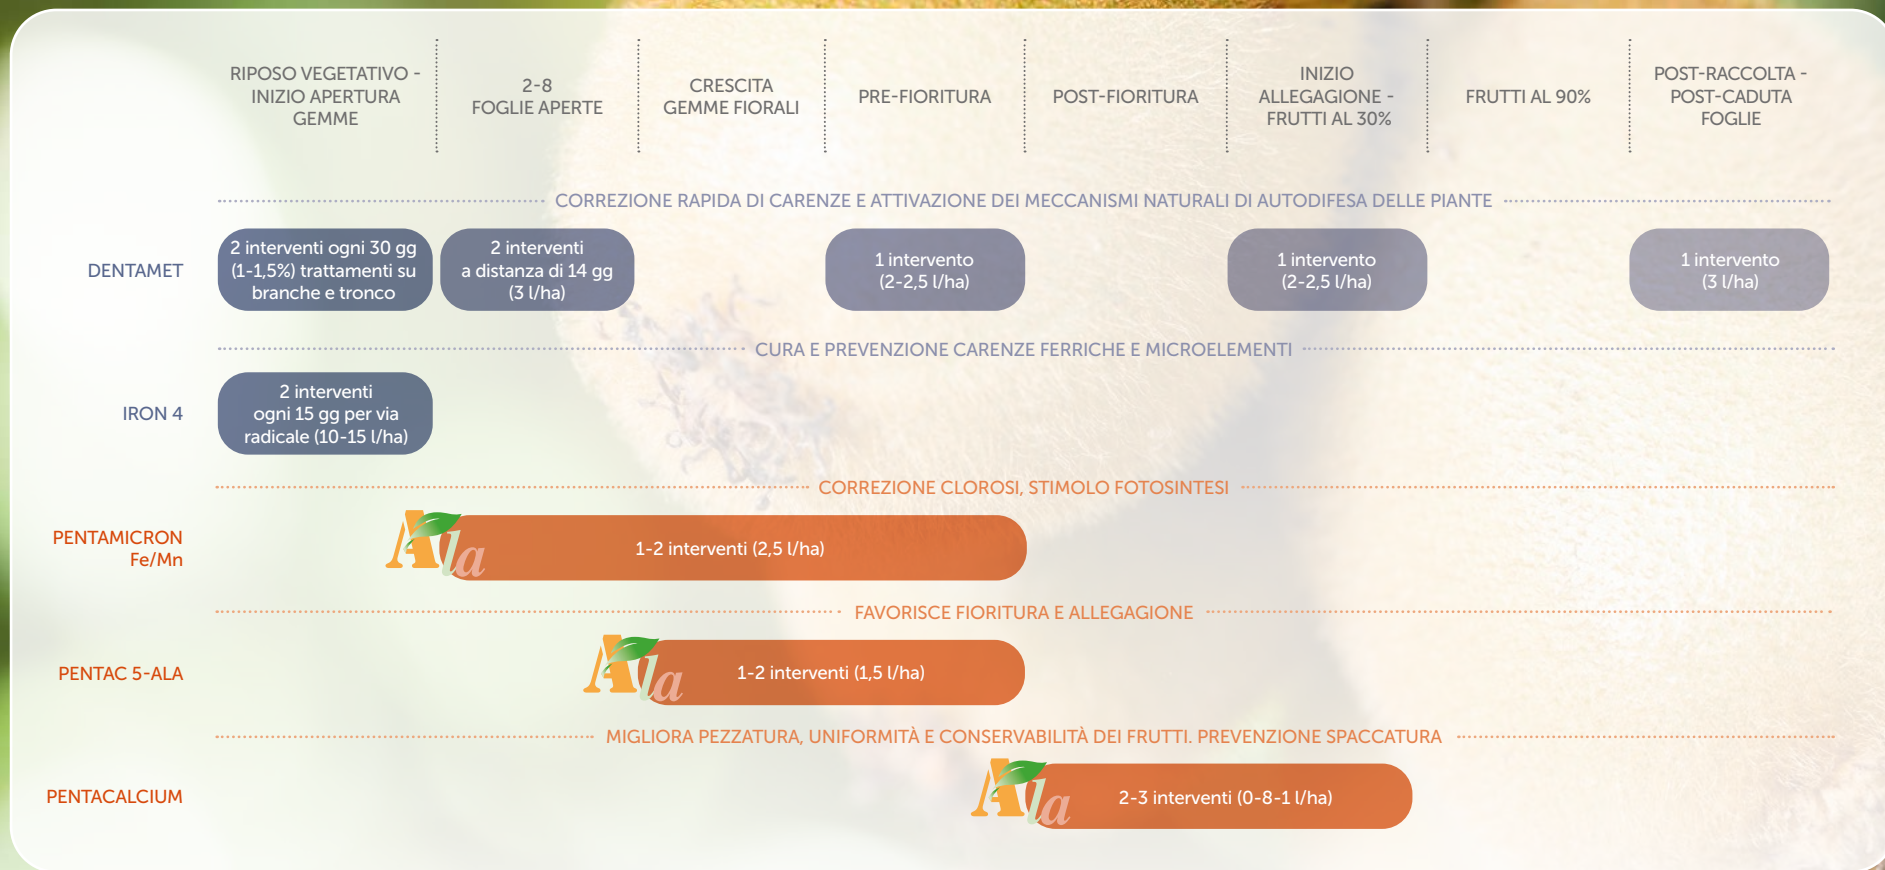 RIPOSO VEGETATIVO -
INIZIO APERTURA
GEMME
2-8
FOGLIE APERTE
CRESCITA
GEMME FIORALI
PRE-FIORITURA
POST-FIORITURA
INIZIO
ALLEGAGIONE -
FRUTTI AL 30%
FRUTTI AL 90%
POST-RACCOLTA -
POST-CADUTA
FOGLIE
CORREZIONE RAPIDA DI CARENZE E ATTIVAZIONE DEI MECCANISMI NATURALI DI AUTODIFESA DELLE PIANTE
DENTAMET
2 interventi ogni 30 gg
(1-1,5%) trattamenti su
branche e tronco
2 interventi
a distanza di 14 gg
(3 l/ha)
1 intervento
(2-2,5 l/ha)
1 intervento
(2-2,5 l/ha)
1 intervento
(3 l/ha)
CURA E PREVENZIONE CARENZE FERRICHE E MICROELEMENTI
IRON 4
2 interventi
ogni 15 gg per via
radicale (10-15 l/ha)
CORREZIONE CLOROSI, STIMOLO FOTOSINTESI
PENTAMICRON
Fe/Mn
Ala
1-2 interventi (2,5 l/ha)
FAVORISCE FIORITURA E ALLEGAGIONE
PENTAC 5-ALA
Ala
1-2 interventi (1,5 l/ha)
MIGLIORA PEZZATURA, UNIFORMITÀ E CONSERVABILITÀ DEI FRUTTI. PREVENZIONE SPACCATURA
PENTACALCIUM
Ala
2-3 interventi (0-8-1 l/ha)